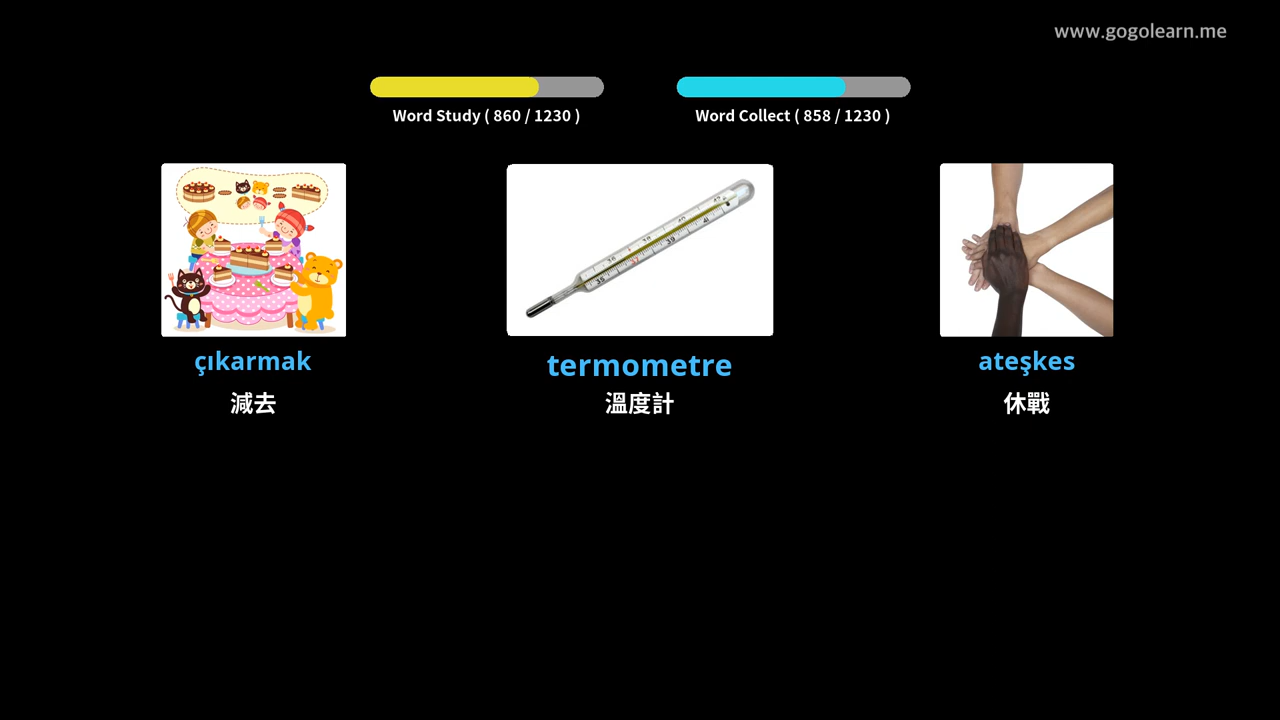 www.gogolearn.me
Word Study ( 860 / 1230 )
Word Collect ( 858 / 1230 )
çıkarmak
termometre
ateşkes
減去
溫度計
休戰